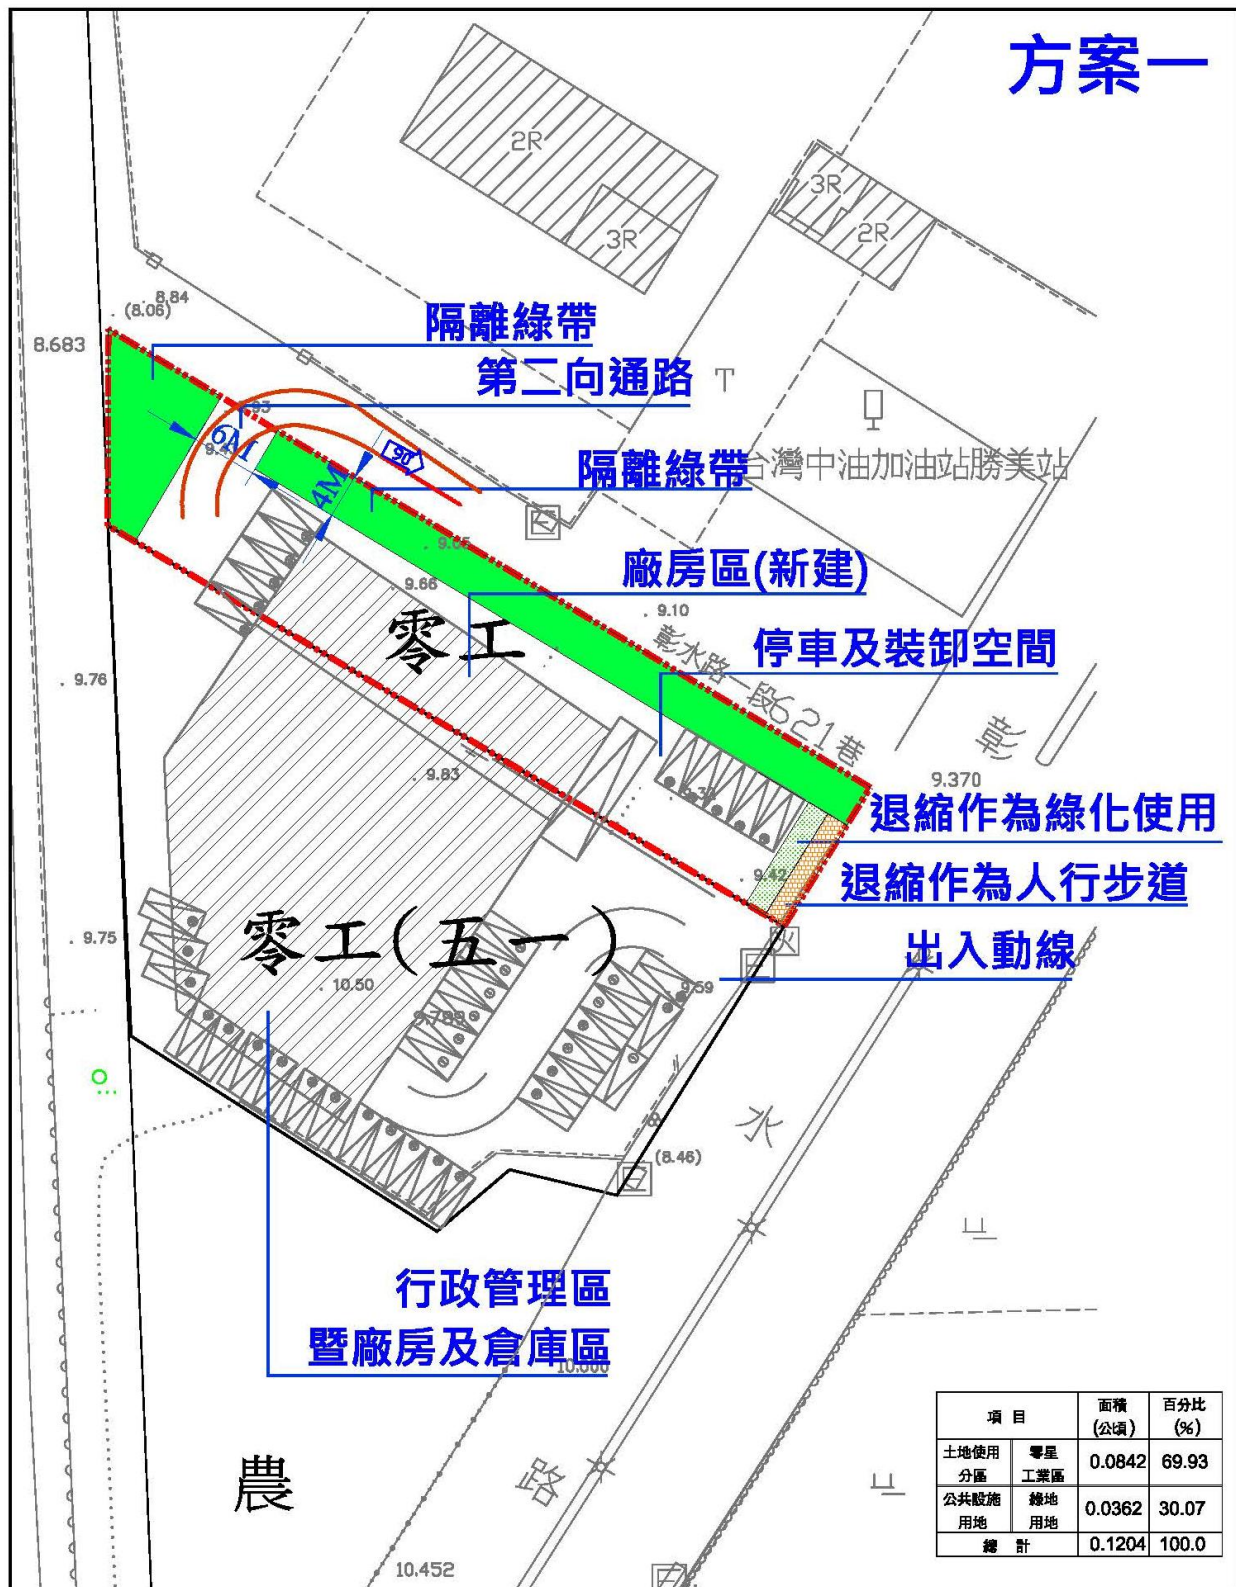 方案一
2R
3R
3R
2R
8.84
(8.06)
8.683
隔離綠帶
第二向通路
T
.93
6M
9.4
90
4M
隔離綠帶
台灣中油加油站勝美站
9.65
9.66
廠房區(新建)
9.10
零工
彰水路一段621巷
停車及裝卸空間
9.76
彰
9.83
9.370
退縮作為綠化使用
9.42
退縮作為人行步道
9.75
零工(五一)
出入動線
10.50
9.59
9.789
水
(8.46)
行政管理區
暨廠房及倉庫區
10.000
農
路
10.452
項 目 面積(公頃) 百分比(%)
土地使用分區 零星工業區 0.0842 69.93
公共設施用地 綠地用地 0.0362 30.07
總 計 0.1204 100.0